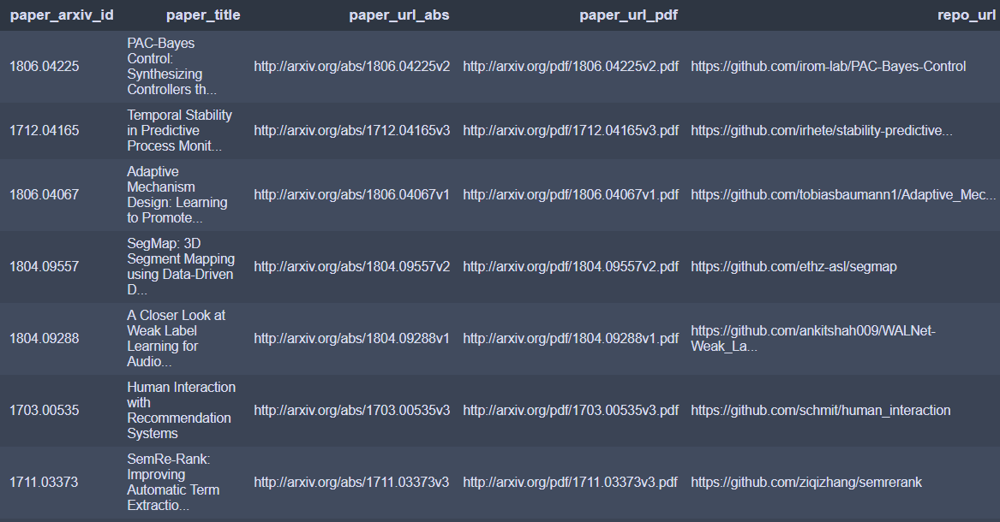 paper_arxiv_id paper_title paper_url_abs paper_url_pdf repo_url
PAC-Bayes
Control:
1806.04225 http://arxiv.org/abs/1806.04225v2 http://arxiv.org/pdf/1806.04225v2.pdf https://github.com/irom-lab/PAC-Bayes-Control
Synthesizing
Controllers th...
Temporal Stability
1712.04165 in Predictive http://arxiv.org/abs/1712.04165v3 http://arxiv.org/pdf/1712.04165v3.pdf https://github.com/irhete/stability-predictive...
Process Monit...
Adaptive
Mechanism
1806.04067 http://arxiv.org/abs/1806.04067v1 http://arxiv.org/pdf/1806.04067v1.pdf https://github.com/tobiasbaumann1/Adaptive_Mec...
Design: Learning
to Promote...
SegMap: 3D
Segment Mapping
1804.09557 http://arxiv.org/abs/1804.09557v2 http://arxiv.org/pdf/1804.09557v2.pdf https://github.com/ethz-asl/segmap
using Data-Driven
D...
A Closer Look at
Weak Label
1804.09288 http://arxiv.org/abs/1804.09288v1 http://arxiv.org/pdf/1804.09288v1.pdf https://github.com/ankitshah009/WALNet-
Weak_La...
Learning for
Audio...
Human Interaction
with
1703.00535 http://arxiv.org/abs/1703.00535v3 http://arxiv.org/pdf/1703.00535v3.pdf https://github.com/schmit/human_interaction
Recommendation
Systems
SemRe-Rank:
Improving
1711.03373 http://arxiv.org/abs/1711.03373v3 http://arxiv.org/pdf/1711.03373v3.pdf https://github.com/ziqizhang/semrerank
Automatic Term
Extractio...